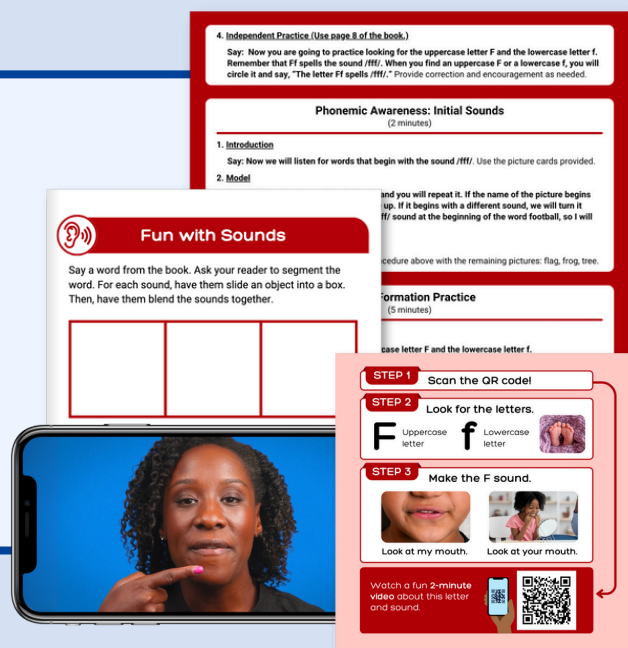 4. Independent Practice (Use page 8 of the book.)
Say: Now you are going to practice looking for the uppercase letter F and the lowercase letter f.
Remember that Ff spells the sound /fff/. When you find an uppercase F or a lowercase f, you will
circle it and say, "The letter Ff spells /fff/." Provide correction and encouragement as needed.
Phonemic Awareness: Initial Sounds
(2 minutes)
1. Introduction
Say: Now we will listen for words that begin with the sound /fff/. Use the picture cards provided.
2. Model
and you will repeat it. If the name of the picture begins
up. If it begins with a different sound, we will turn it
ff/ sound at the beginning of the word football, so I will
cedure above with the remaining pictures: flag, frog, tree.
Formation Practice
(5 minutes)
case letter F and the lowercase letter f.
Fun with Sounds
Say a word from the book. Ask your reader to segment the
word. For each sound, have them slide an object into a box.
Then, have them blend the sounds together.
STEP 1
Scan the QR code!
STEP 2
Look for the letters.
F Uppercase letter
f Lowercase letter
STEP 3
Make the F sound.
Look at my mouth.
Look at your mouth.
Watch a fun 2-minute
video about this letter
and sound.